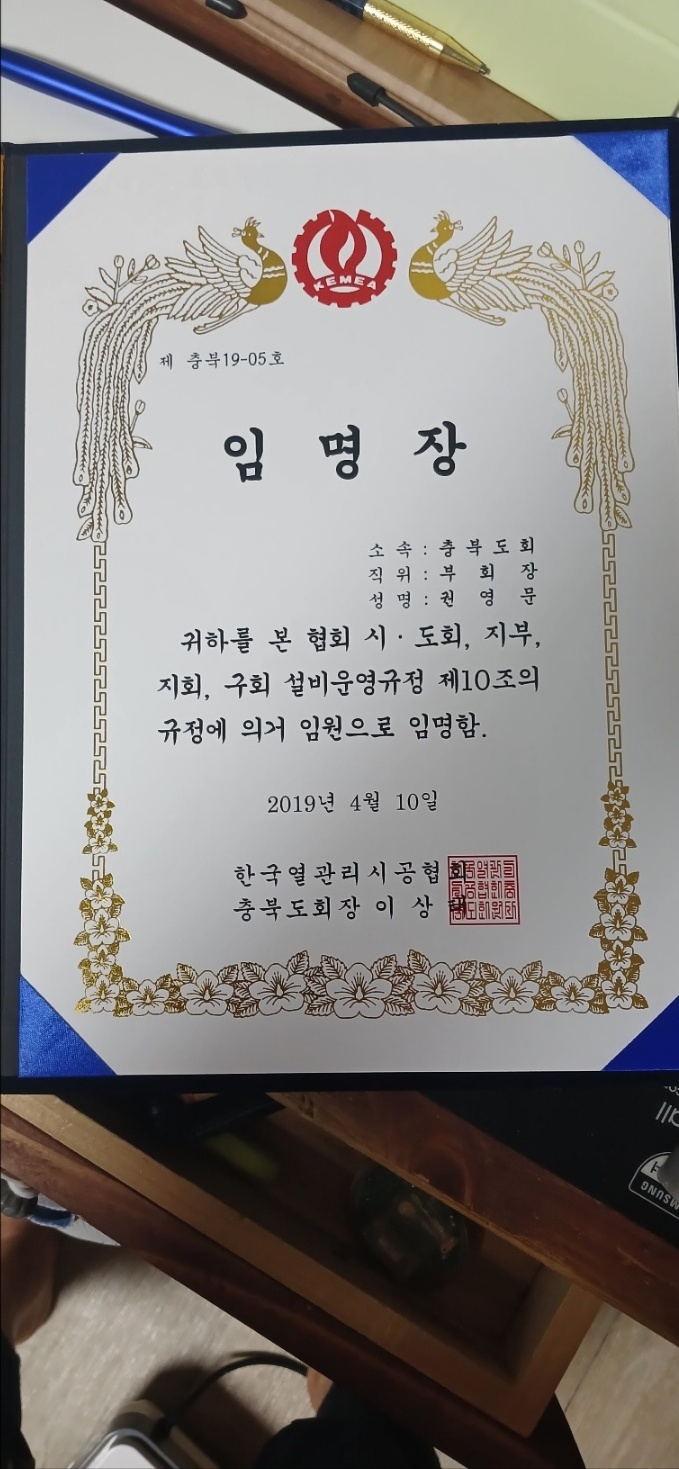 KEMEA
제 충북19-05호
임 명 장
소 속 : 충 북 도 회
직 위 : 부 회 장
성 명 : 권 영 문
귀하를 본 협회 시 · 도회, 지부,
지회, 구회 설비운영규정 제10조의
규정에 의거 임원으로 임명함.
2019년 4월 10일
한국열관리시공협회
충북도회장 이 상 태